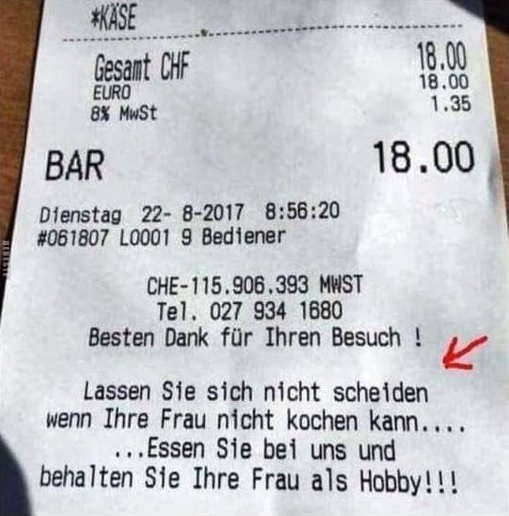 *KÄSE
Gesamt CHF 18.00
EURO 18.00
8% MwSt 1.35
BAR 18.00
Dienstag 22- 8-2017 8:56:20
#061807 L0001 9 Bediener
CHE-115.906.393 MWST
Tel. 027 934 1680
Besten Dank für Ihren Besuch !
Lassen Sie sich nicht scheiden
wenn Ihre Frau nicht kochen kann....
...Essen Sie bei uns und
behalten Sie Ihre Frau als Hobby!!!